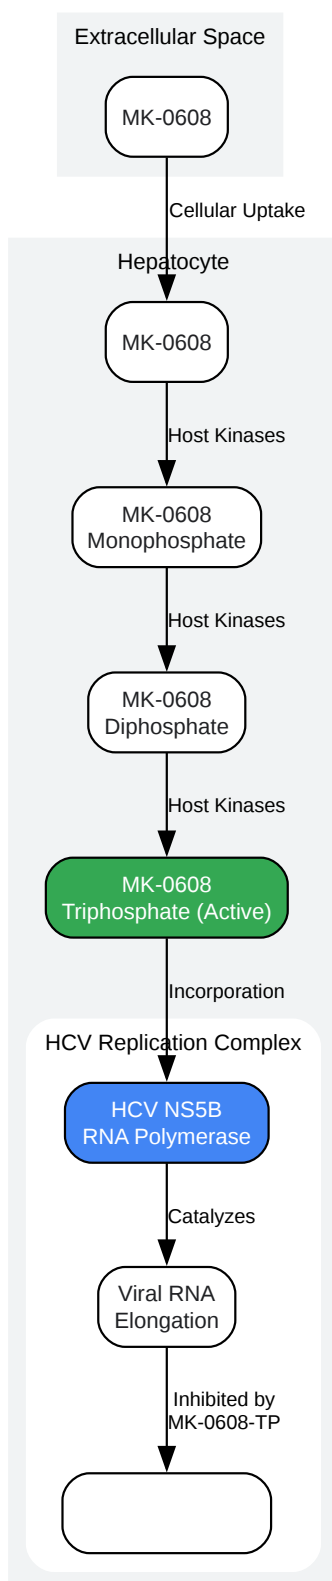 Extracellular Space
MK-0608
Cellular Uptake
Hepatocyte
MK-0608
Host Kinases
MK-0608
Monophosphate
Host Kinases
MK-0608
Diphosphate
Host Kinases
MK-0608
Triphosphate (Active)
Incorporation
HCV Replication Complex
HCV NS5B
RNA Polymerase
Catalyzes
Viral RNA
Elongation
Inhibited by
MK-0608-TP